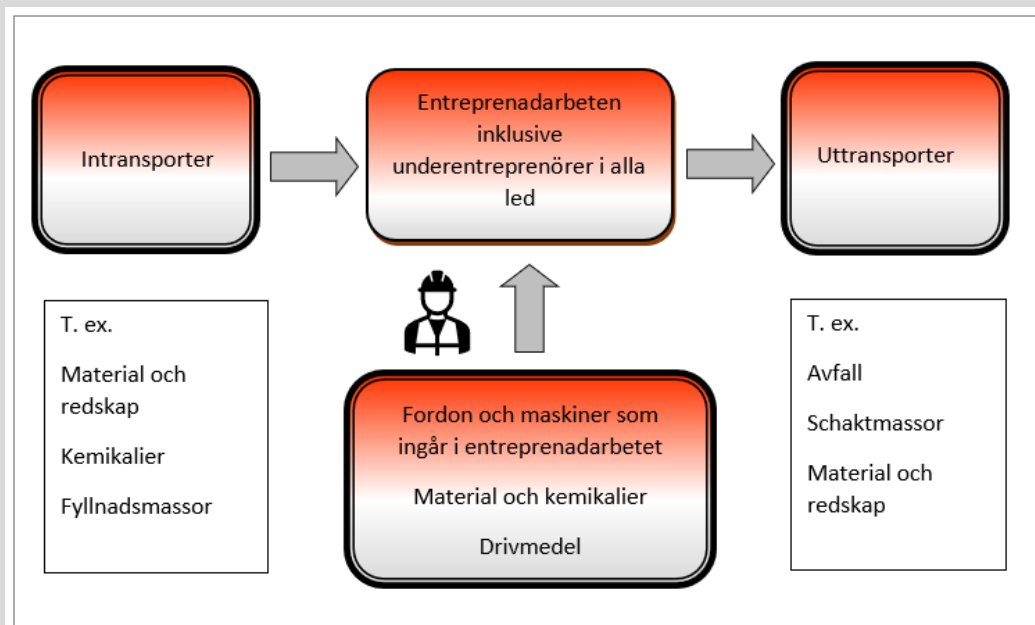 Intransporter
Entreprenadarbeten
inklusive
underentreprenörer i alla
led
Uttransporter
T. ex.
Material och
redskap
Kemikalier
Fyllnadsmassor
Fordon och maskiner som
ingår i entreprenadarbetet
Material och kemikalier
Drivmedel
T. ex.
Avfall
Schaktmassor
Material och
redskap